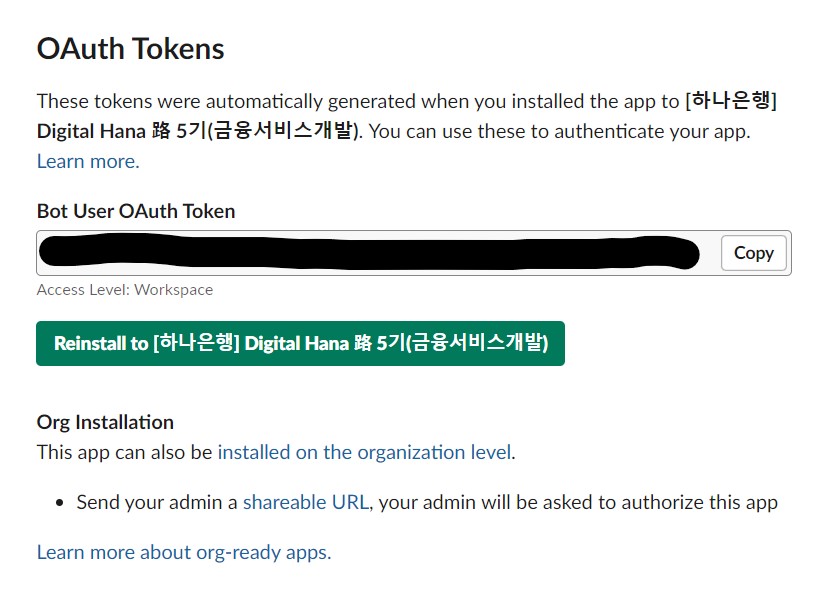 OAuth Tokens
These tokens were automatically generated when you installed the app to [하나은행]
Digital Hana 路 5기(금융서비스개발). You can use these to authenticate your app.
Learn more.
Bot User OAuth Token
Copy
Access Level: Workspace
Reinstall to [하나은행] Digital Hana 路 5기(금융서비스개발)
Org Installation
This app can also be installed on the organization level.
• Send your admin a shareable URL, your admin will be asked to authorize this app
Learn more about org-ready apps.